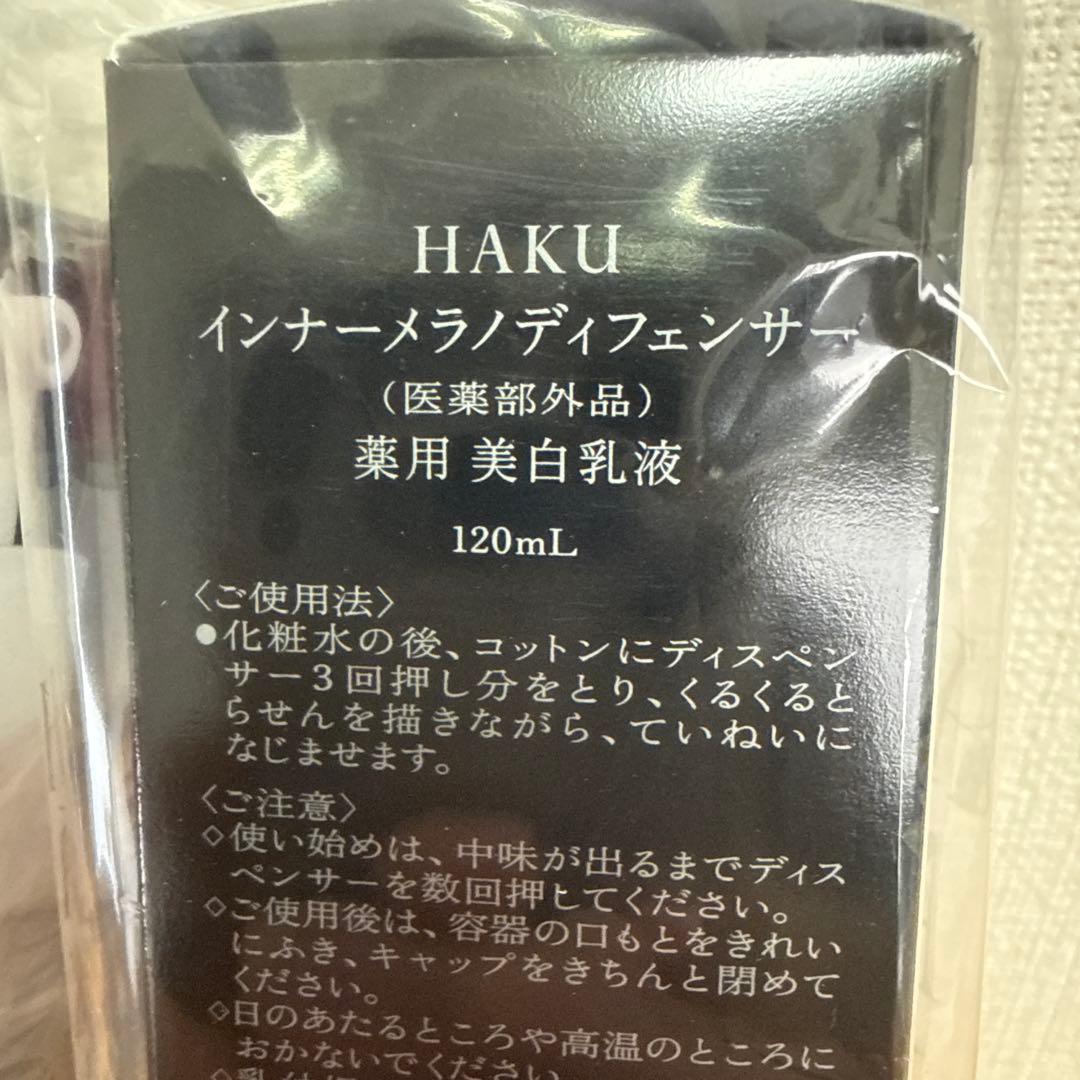 HAKU
インナーメラノディフェンサー
（医薬部外品）
薬用 美白乳液
120mL
〈ご使用法〉
●化粧水の後、コットンにディスペン
サー3回押し分をとり、くるくると
らせんを描きながら、ていねいに
なじませます。
〈ご注意〉
◇使い始めは、中味が出るまでディス
ペンサーを数回押してください。
◇ご使用後は、容器の口もとをきれい
にふき、キャップをきちんと閉めて
ください。
◇日のあたるところや高温のところに
おかないでください。